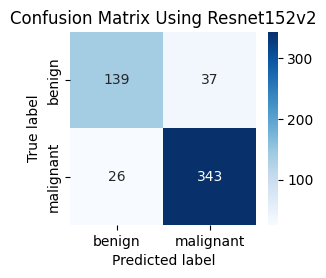 Confusion Matrix Using Resnet152v2
True label
benign
malignant
139 37
26 343
benign malignant
Predicted label
300
200
100